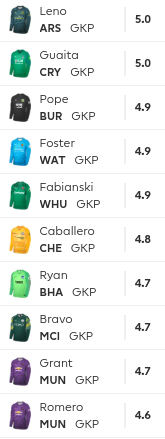 Leno
ARS GKP 5.0
Guaita
CRY GKP 5.0
Pope
BUR GKP 4.9
Foster
WAT GKP 4.9
Fabianski
WHU GKP 4.9
Caballero
CHE GKP 4.8
Ryan
BHA GKP 4.7
Bravo
MCI GKP 4.7
Grant
MUN GKP 4.7
Romero
MUN GKP 4.6